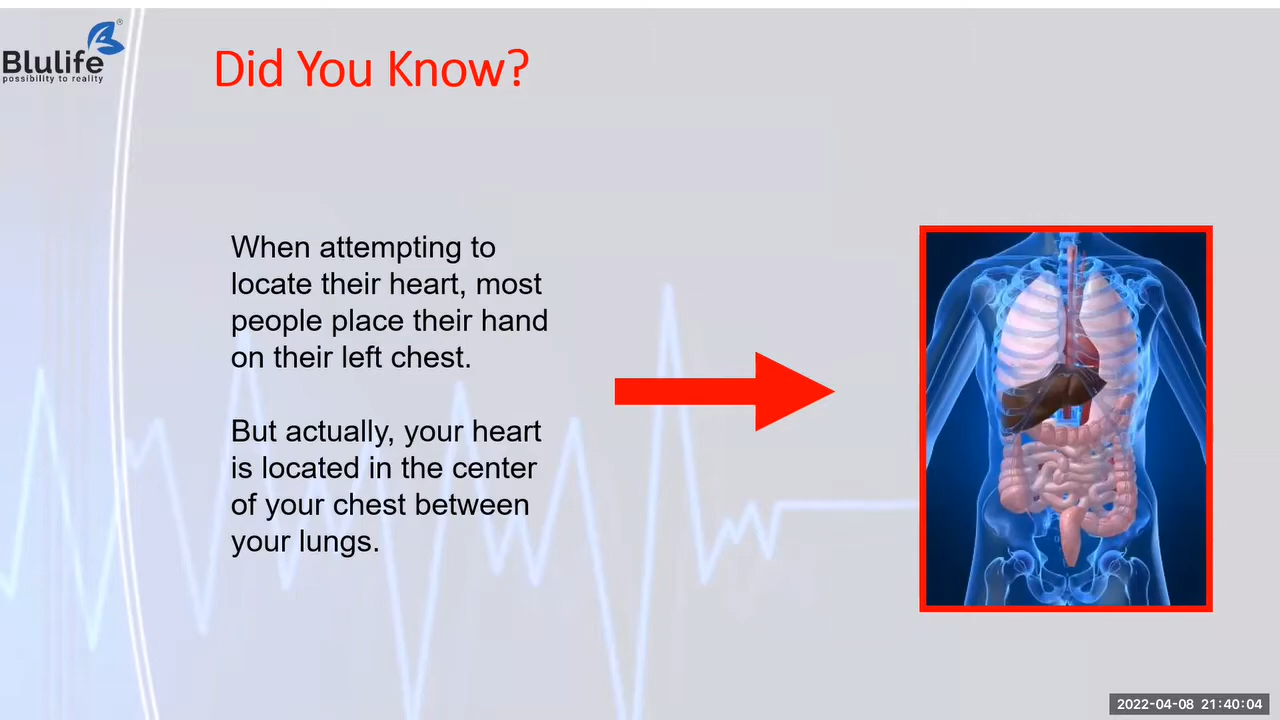 Blulife®
possibility to reality
Did You Know?
When attempting to
locate their heart, most
people place their hand
on their left chest.
But actually, your heart
is located in the center
of your chest between
your lungs.
2022-04-08 21:40:04